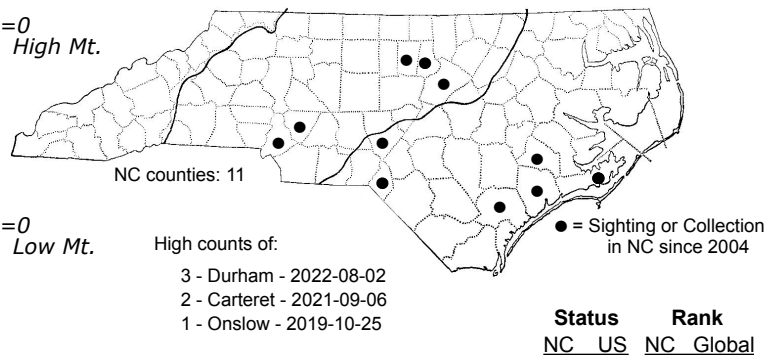 =0
High Mt.
NC counties: 11
=0
Low Mt.
High counts of:
3 - Durham - 2022-08-02
2 - Carteret - 2021-09-06
1 - Onslow - 2019-10-25
● = Sighting or Collection
in NC since 2004
Status Rank
NC US NC Global